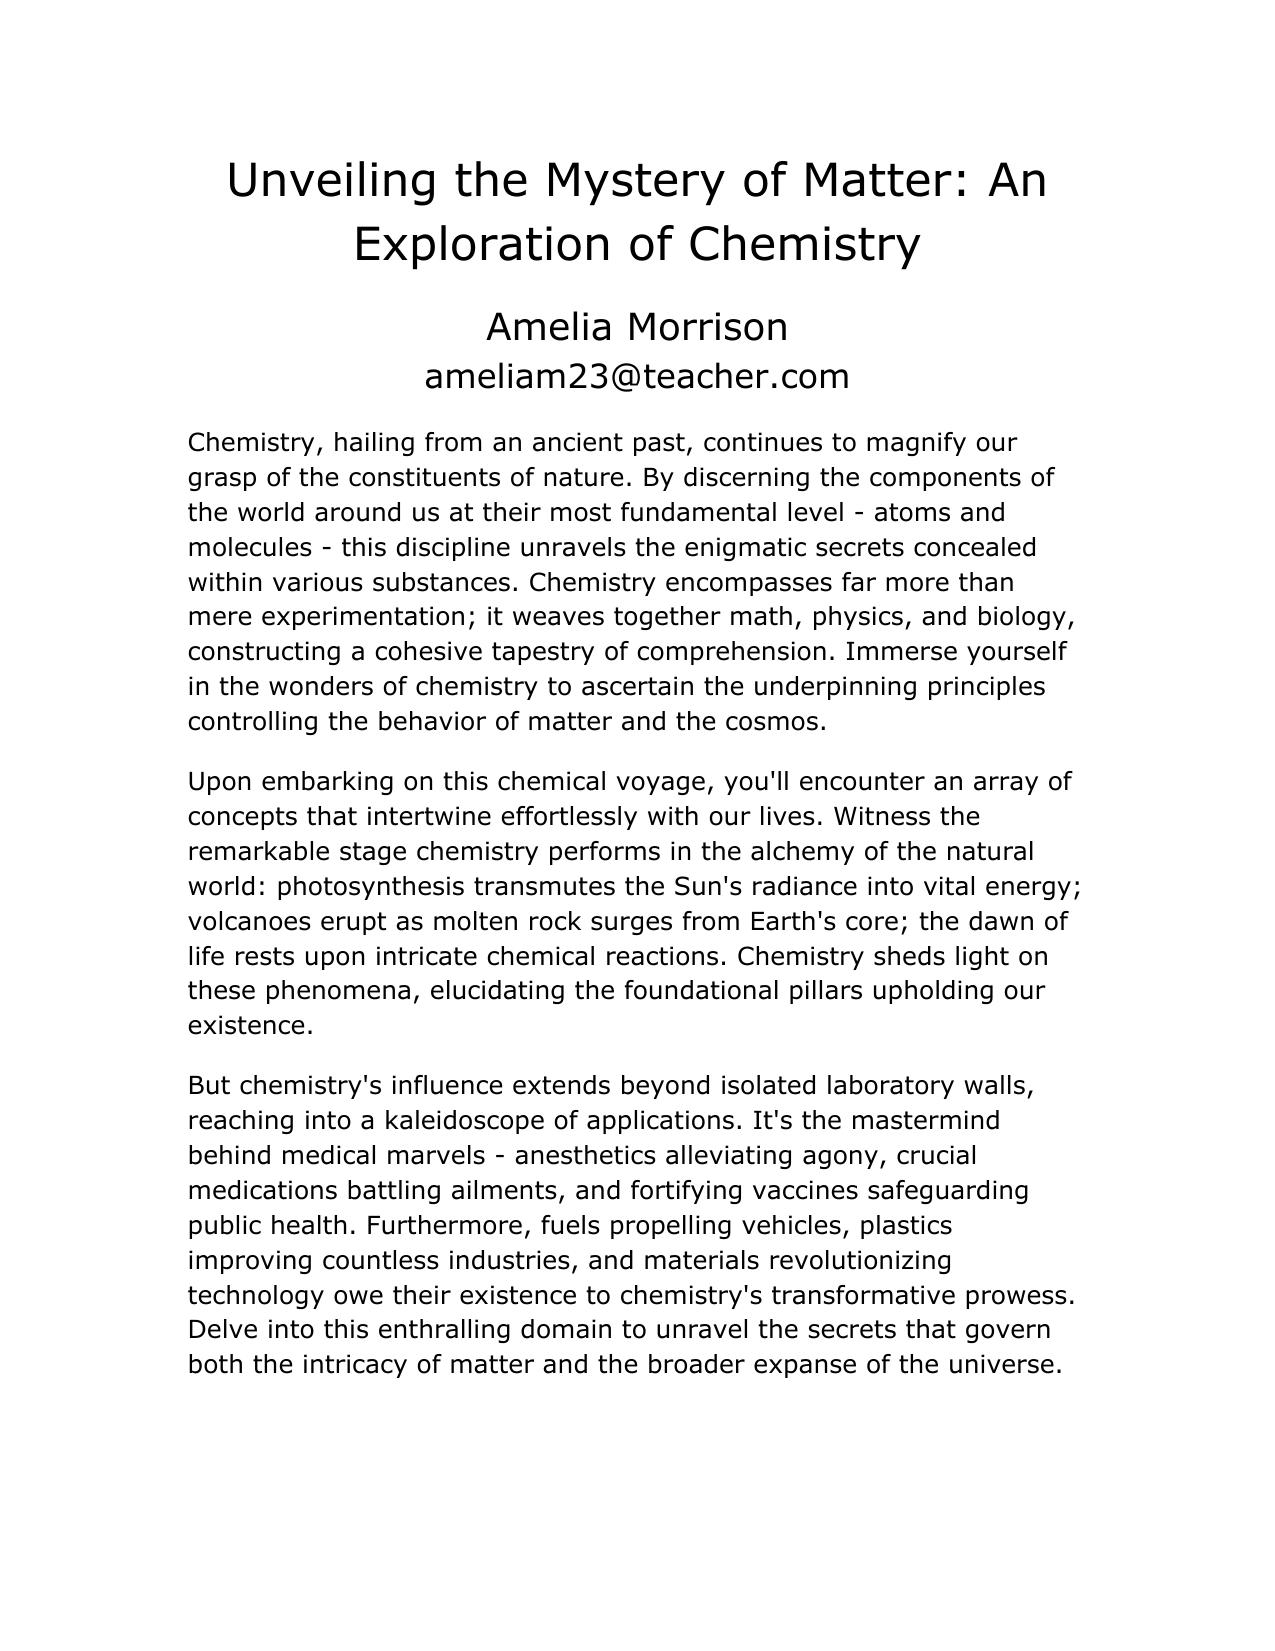 Unveiling the Mystery of Matter: An
Exploration of Chemistry
Amelia Morrison
ameliam23@teacher.com
Chemistry, hailing from an ancient past, continues to magnify our
grasp of the constituents of nature. By discerning the components of
the world around us at their most fundamental level - atoms and
molecules - this discipline unravels the enigmatic secrets concealed
within various substances. Chemistry encompasses far more than
mere experimentation; it weaves together math, physics, and biology,
constructing a cohesive tapestry of comprehension. Immerse yourself
in the wonders of chemistry to ascertain the underpinning principles
controlling the behavior of matter and the cosmos.
Upon embarking on this chemical voyage, you'll encounter an array of
concepts that intertwine effortlessly with our lives. Witness the
remarkable stage chemistry performs in the alchemy of the natural
world: photosynthesis transmutes the Sun's radiance into vital energy;
volcanoes erupt as molten rock surges from Earth's core; the dawn of
life rests upon intricate chemical reactions. Chemistry sheds light on
these phenomena, elucidating the foundational pillars upholding our
existence.
But chemistry's influence extends beyond isolated laboratory walls,
reaching into a kaleidoscope of applications. It's the mastermind
behind medical marvels - anesthetics alleviating agony, crucial
medications battling ailments, and fortifying vaccines safeguarding
public health. Furthermore, fuels propelling vehicles, plastics
improving countless industries, and materials revolutionizing
technology owe their existence to chemistry's transformative prowess.
Delve into this enthralling domain to unravel the secrets that govern
both the intricacy of matter and the broader expanse of the universe.